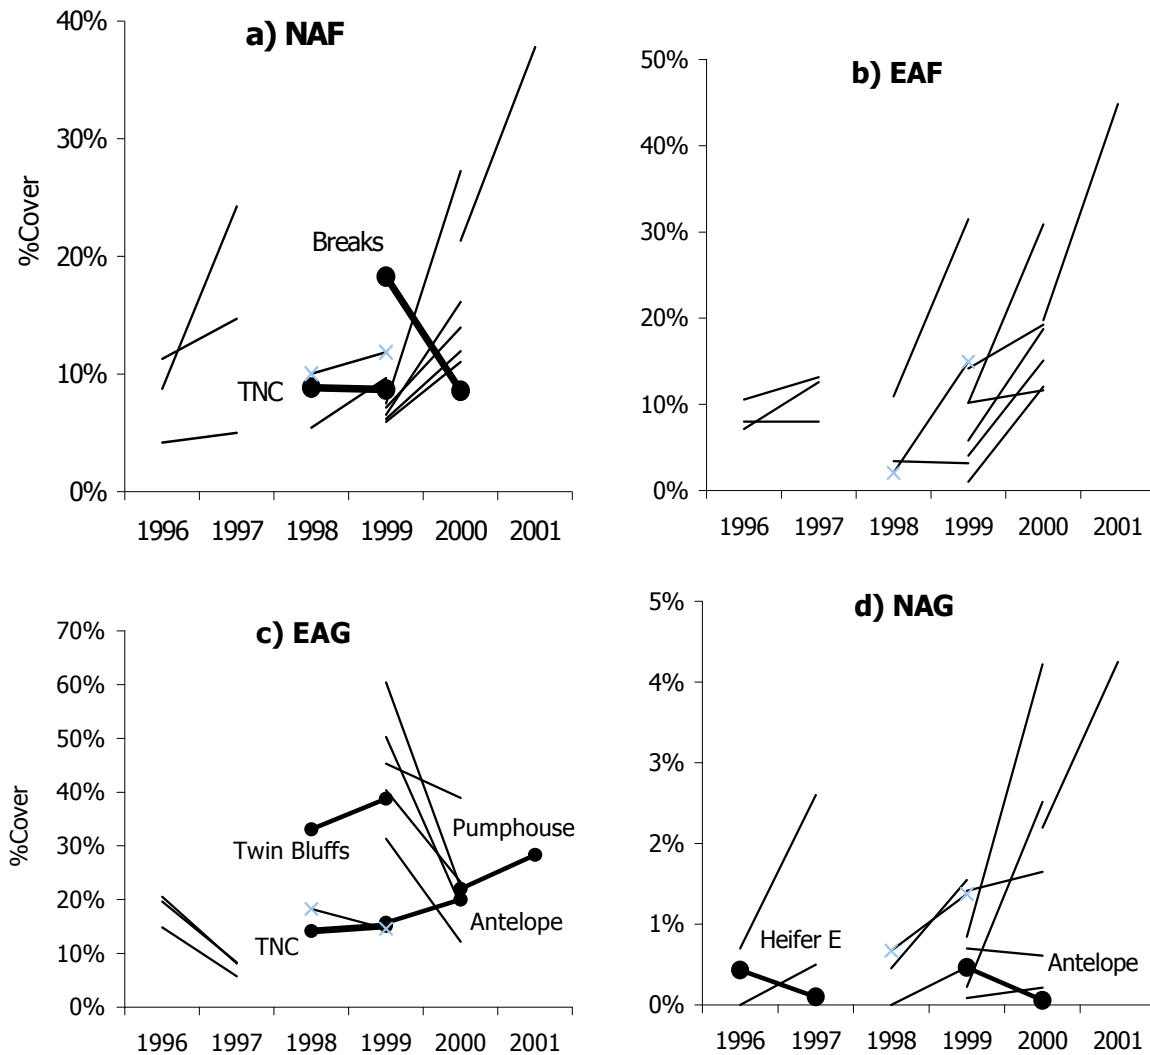 a) NAF
40%
30%
20%
10%
0%
%Cover
Breaks
TNC
1996 1997 1998 1999 2000 2001
b) EAF
50%
40%
30%
20%
10%
0%
1996 1997 1998 1999 2000 2001
c) EAG
70%
60%
50%
40%
30%
20%
10%
0%
%Cover
Pumphouse
Twin Bluffs
Antelope
TNC
1996 1997 1998 1999 2000 2001
d) NAG
5%
4%
3%
2%
1%
0%
Heifer E
Antelope
1996 1997 1998 1999 2000 2001